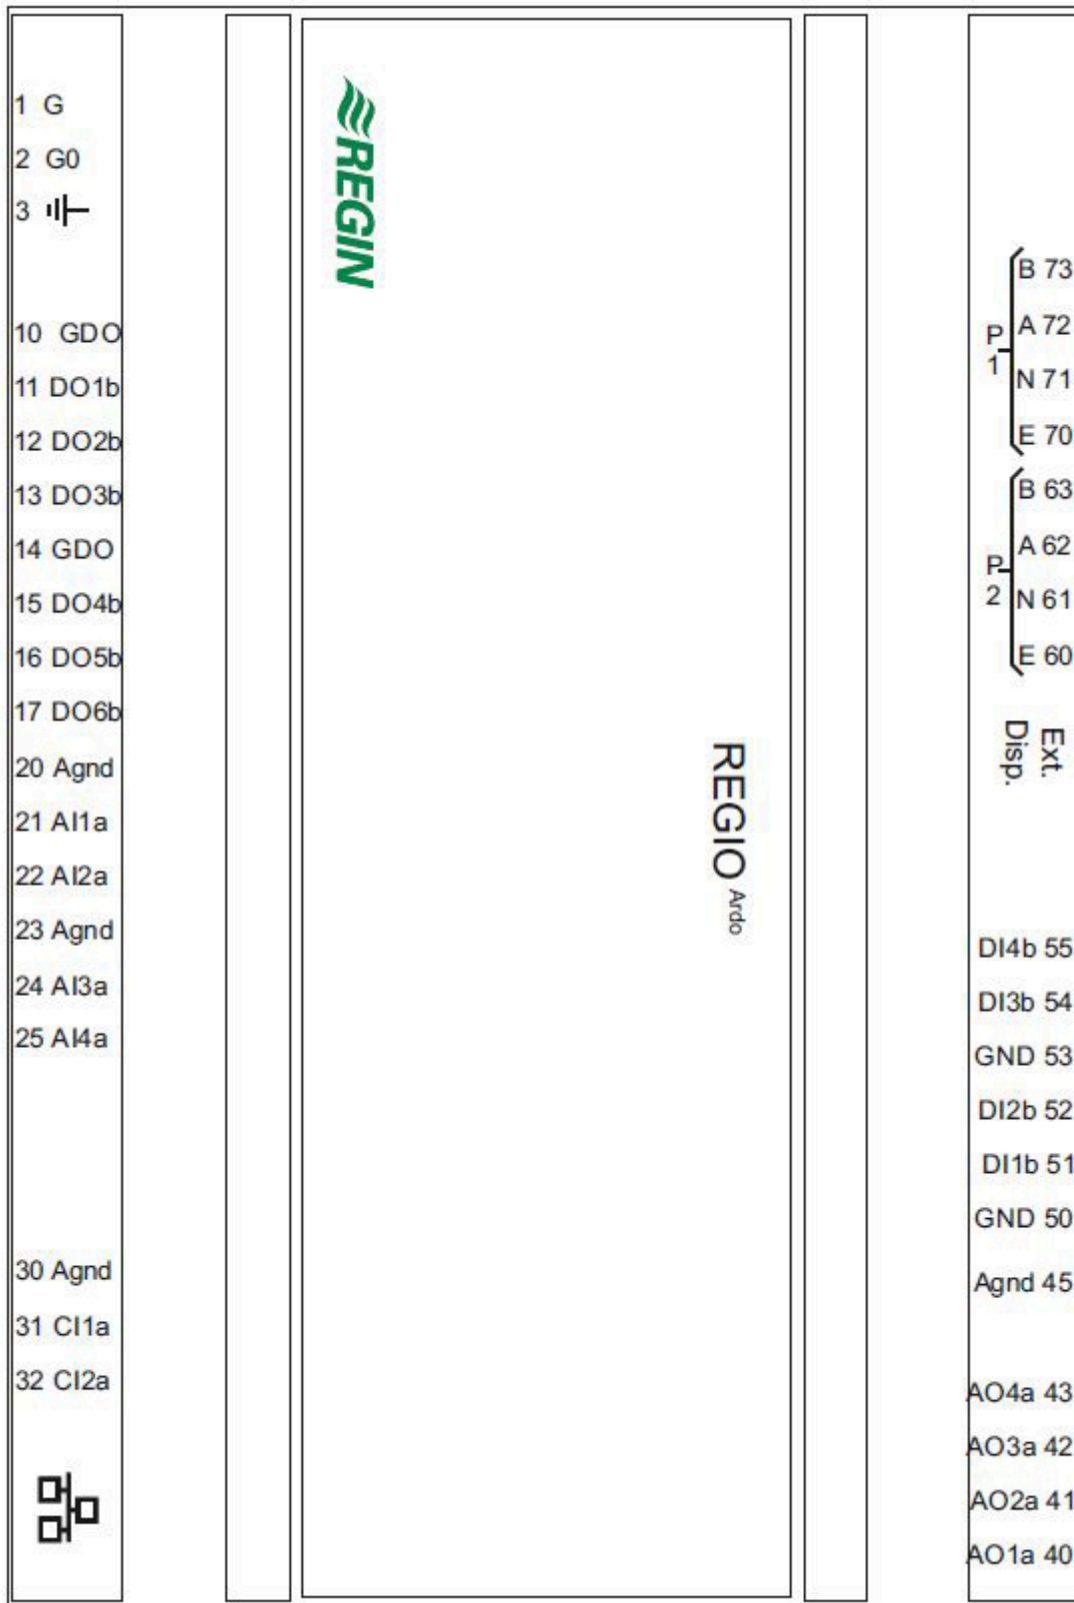 1 G
2 G0
3
10 GDO
11 DO1b
12 DO2b
13 DO3b
14 GDO
15 DO4b
16 DO5b
17 DO6b
20 Agnd
21 AI1a
22 AI2a
23 Agnd
24 AI3a
25 AI4a
30 Agnd
31 CI1a
32 CI2a
REGIN
REGIO Ardo
P1
B 73
A 72
N 71
E 70
P2
B 63
A 62
N 61
E 60
Ext.
Disp.
DI4b 55
DI3b 54
GND 53
DI2b 52
DI1b 51
GND 50
Agnd 45
AO4a 43
AO3a 42
AO2a 41
AO1a 40